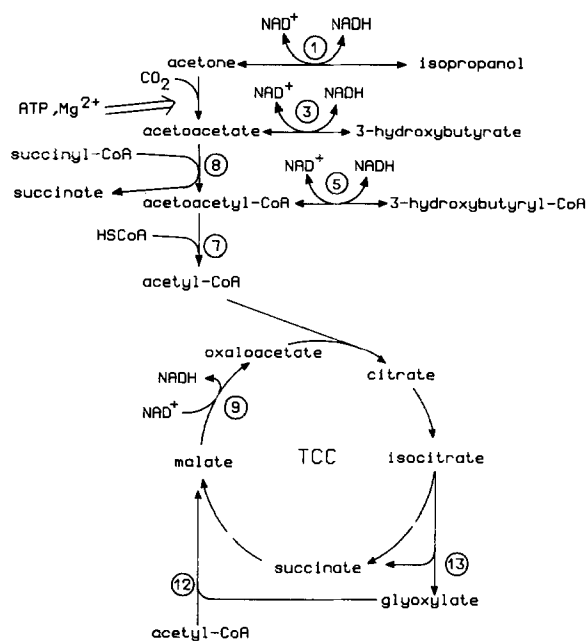 NAD+ NADH
1
acetone isopropanol
CO2
NAD+ NADH
ATP,Mg2+
3
acetoacetate 3-hydroxybutyrate
succinyl-CoA
8
NAD+ NADH
5
succinate
acetoacetyl-CoA 3-hydroxybutyryl-CoA
HSCoA 7
acetyl-CoA
oxaloacetate
NADH citrate
NAD+ 9
malate TCC isocitrate
succinate 13
12
glyoxylate
acetyl-CoA